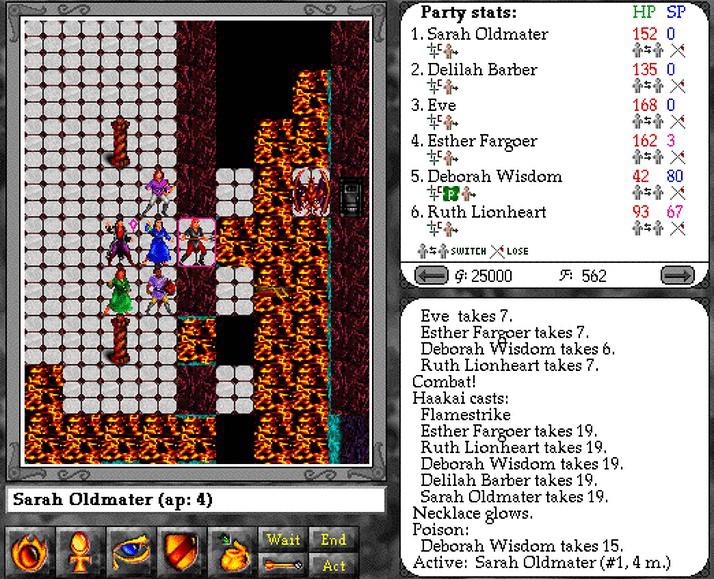 Party stats: HP SP
1. Sarah Oldmater 152 0
2. Delilah Barber 135 0
3. Eve 168 0
4. Esther Fargoer 162 3
5. Deborah Wisdom 42 80
P
6. Ruth Lionheart 93 67
SWITCH LOSE
G: 25000 F: 562
Eve takes 7.
Esther Fargoer takes 7.
Deborah Wisdom takes 6.
Ruth Lionheart takes 7.
Combat!
Haakai casts:
Flamestrike
Esther Fargoer takes 19.
Ruth Lionheart takes 19.
Deborah Wisdom takes 19.
Delilah Barber takes 19.
Sarah Oldmater takes 19.
Necklace glows.
Poison:
Deborah Wisdom takes 15.
Active: Sarah Oldmater (#1, 4 m.)
Sarah Oldmater (ap: 4)
Wait End
Act